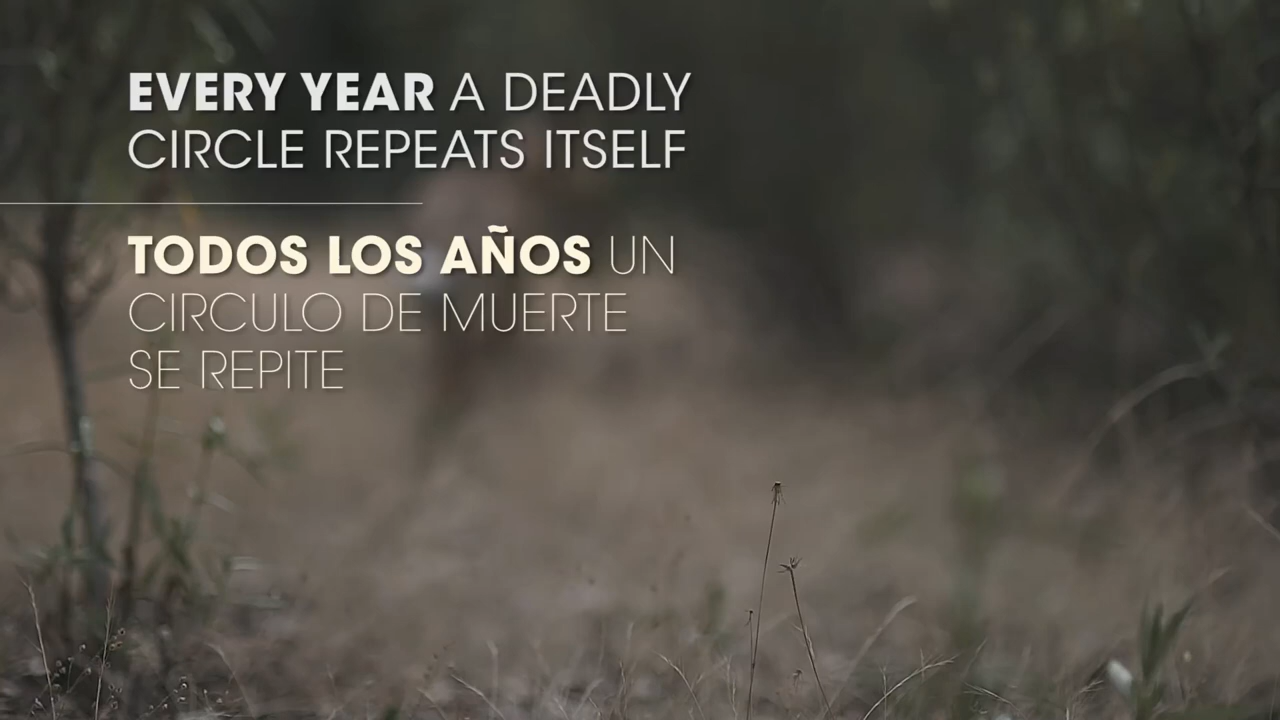 EVERY YEAR A DEADLY
CIRCLE REPEATS ITSELF
TODOS LOS AÑOS UN
CIRCULO DE MUERTE
SE REPITE